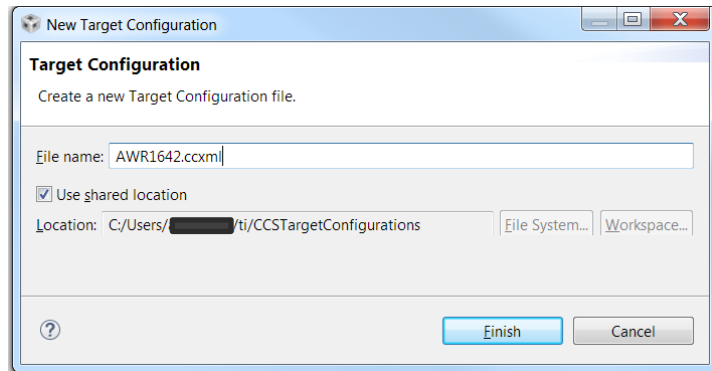 New Target Configuration
Target Configuration
Create a new Target Configuration file.
File name: AWR1642.ccxml
Use shared location
Location: C:/Users/ /ti/CCSTargetConfigurations File System... Workspace...
Finish Cancel